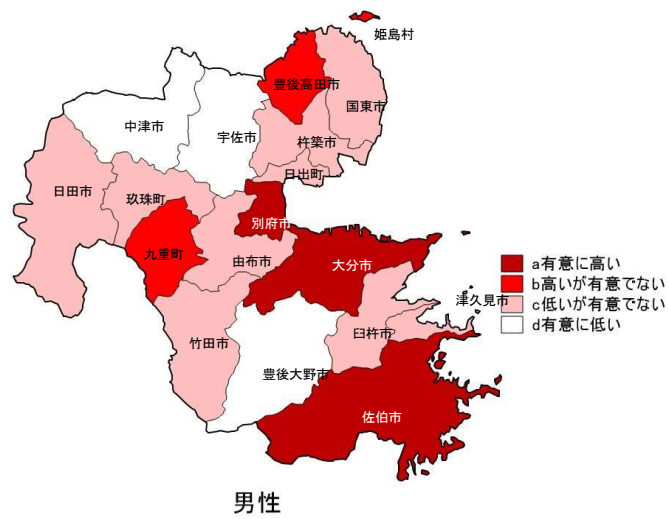 姫島村
豊後高田市
国東市
中津市
宇佐市
杵築市
日出町
日田市
玖珠町
別府市
九重町
由布市
大分市
a有意に高い
b高いが有意でない
c低いが有意でない
d有意に低い
津久見市
臼杵市
竹田市
豊後大野市
佐伯市
男性